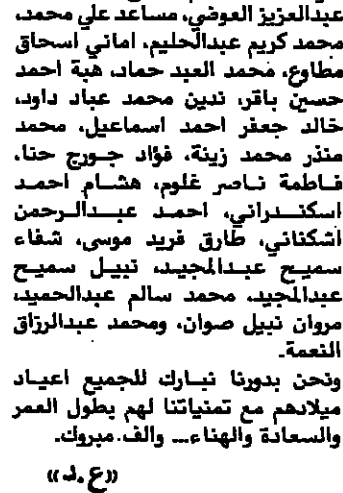 عبدالعزيز العوضي، مساعد علي محمد،
محمد كريم عبدالحليم، اماني اسحاق
مطاوع، محمد العبد حماد، هبة احمد
حسين باقر، ندين محمد عباد داود،
خالد جعفر احمد اسماعيل، محمد
منذر محمد زينة، فؤاد جورج حنا،
فاطمة ناصر غلوم، هشام احمد
اسكندراني، احمد عبدالرحمن
اشكناني، طارق فريد موسى، شفاء
سميح عبدالمجيد، نبيل سميح
عبدالمجيد، محمد سالم عبدالحميد،
مروان نبيل صوان، ومحمد عبدالرزاق
النعمة.
ونحن بدورنا نبارك للجميع اعياد
ميلادهم مع تمنياتنا لهم بطول العمر
والسعادة والهناء... والف مبروك.
«ع.د»